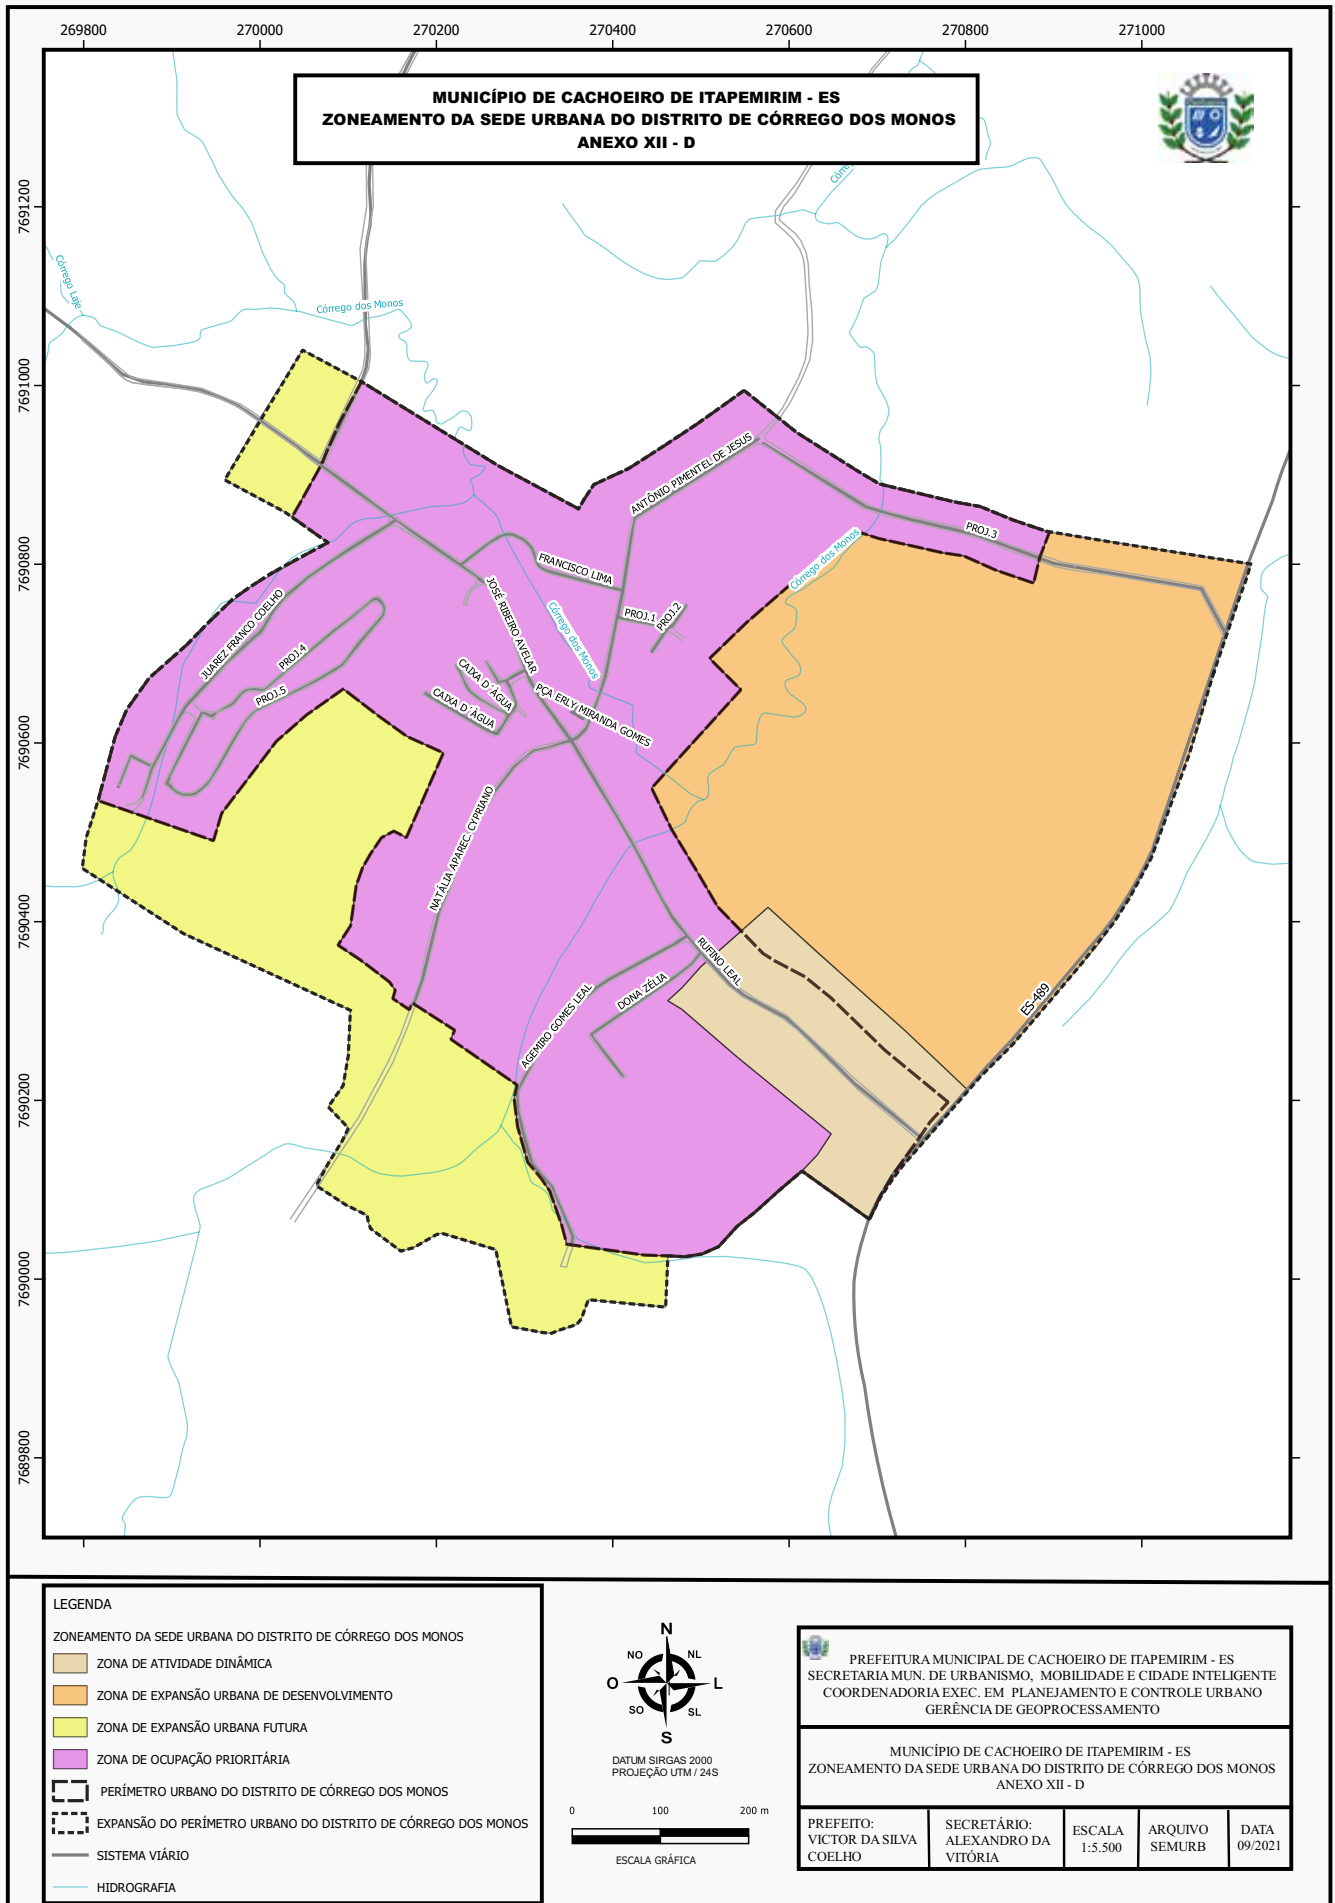 269800
270000
270200
270400
270600
270800
271000
MUNICÍPIO DE CACHOEIRO DE ITAPEMIRIM - ES
ZONEAMENTO DA SEDE URBANA DO DISTRITO DE CÓRREGO DOS MONOS
ANEXO XII - D
7691200
7691000
7690800
7690600
7690400
7690200
7690000
7689800
Córrego Laje
Córrego dos Monos
ANTÔNIO PIMENTEL DE JESUS
PROJ.3
Córrego dos Monos
FRANCISCO LIMA
PROJ.1
PROJ.2
JOSÉ RIBEIRO AVELAR
Córrego dos Monos
JUAREZ FRANCO COELHO
PROJ.4
PROJ.5
CAIXA D´ÁGUA
CAIXA D´ÁGUA
PÇA ERLY MIRANDA GOMES
NATÁLIA APAREC. CYPRIANO
RUFINO LEAL
DONA ZÉLIA
AGEMIRO GOMES LEAL
ES-489
LEGENDA
ZONEAMENTO DA SEDE URBANA DO DISTRITO DE CÓRREGO DOS MONOS
ZONA DE ATIVIDADE DINÂMICA
ZONA DE EXPANSÃO URBANA DE DESENVOLVIMENTO
ZONA DE EXPANSÃO URBANA FUTURA
ZONA DE OCUPAÇÃO PRIORITÁRIA
PERÍMETRO URBANO DO DISTRITO DE CÓRREGO DOS MONOS
EXPANSÃO DO PERÍMETRO URBANO DO DISTRITO DE CÓRREGO DOS MONOS
SISTEMA VIÁRIO
HIDROGRAFIA
N
NO NL
O L
SO SL
S
DATUM SIRGAS 2000
PROJEÇÃO UTM / 24S
0 100 200 m
ESCALA GRÁFICA
PREFEITURA MUNICIPAL DE CACHOEIRO DE ITAPEMIRIM - ES
SECRETARIA MUN. DE URBANISMO, MOBILIDADE E CIDADE INTELIGENTE
COORDENADORIA EXEC. EM PLANEJAMENTO E CONTROLE URBANO
GERÊNCIA DE GEOPROCESSAMENTO
MUNICÍPIO DE CACHOEIRO DE ITAPEMIRIM - ES
ZONEAMENTO DA SEDE URBANA DO DISTRITO DE CÓRREGO DOS MONOS
ANEXO XII - D
PREFEITO:
VICTOR DA SILVA
COELHO
SECRETÁRIO:
ALEXANDRO DA
VITÓRIA
ESCALA
1:5.500
ARQUIVO
SEMURB
DATA
09/2021